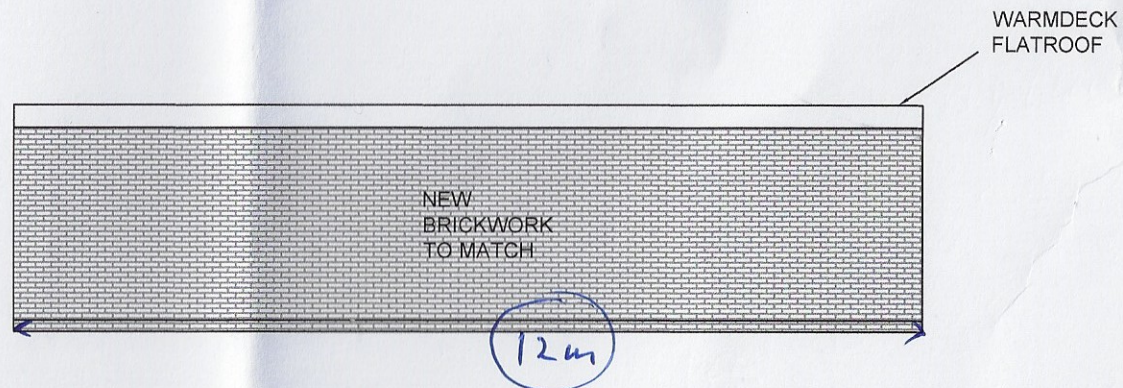 WARMDECK
FLATROOF
NEW
BRICKWORK
TO MATCH
12m